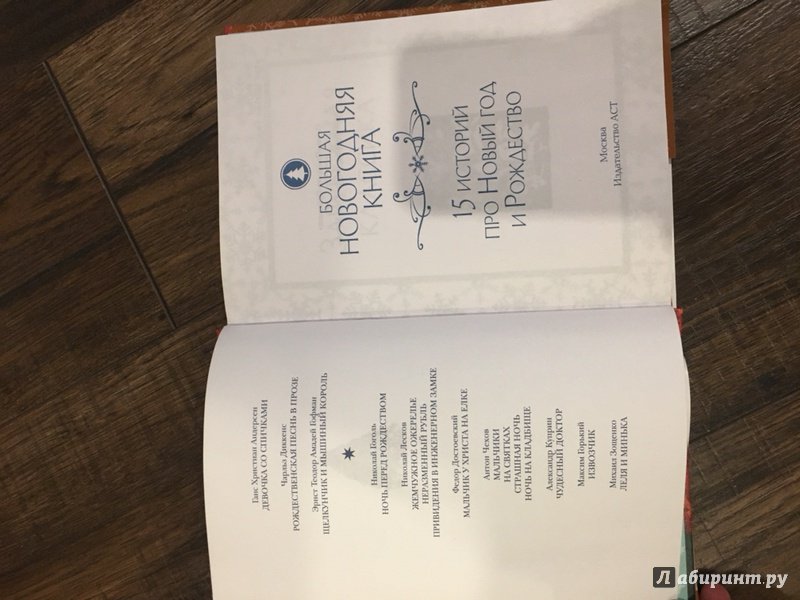 Ганс Христиан Андерсен
ДЕВОЧКА СО СПИЧКАМИ
Чарльз Диккенс
РОЖДЕСТВЕНСКАЯ ПЕСНЬ В ПРОЗЕ
Эрнст Теодор Амадей Гофман
ЩЕЛКУНЧИК И МЫШИНЫЙ КОРОЛЬ
Николай Гоголь
НОЧЬ ПЕРЕД РОЖДЕСТВОМ
Николай Лесков
ЖЕМЧУЖНОЕ ОЖЕРЕЛЬЕ
НЕРАЗМЕННЫЙ РУБЛЬ
ПРИВИДЕНИЯ В ИНЖЕНЕРНОМ ЗАМКЕ
Федор Достоевский
МАЛЬЧИК У ХРИСТА НА ЕЛКЕ
Антон Чехов
МАЛЬЧИКИ
НА СВЯТКАХ
СТРАШНАЯ НОЧЬ
НОЧЬ НА КЛАДБИЩЕ
Александр Куприн
ЧУДЕСНЫЙ ДОКТОР
Максим Горький
ИЗВОЗЧИК
Михаил Зощенко
ЛЕЛЯ И МИНЬКА
БОЛЬШАЯ
НОВОГОДНЯЯ
КНИГА
15 ИСТОРИЙ
ПРО НОВЫЙ ГОД
И РОЖДЕСТВО
Москва
Издательство АСТ
Лабиринт.ру